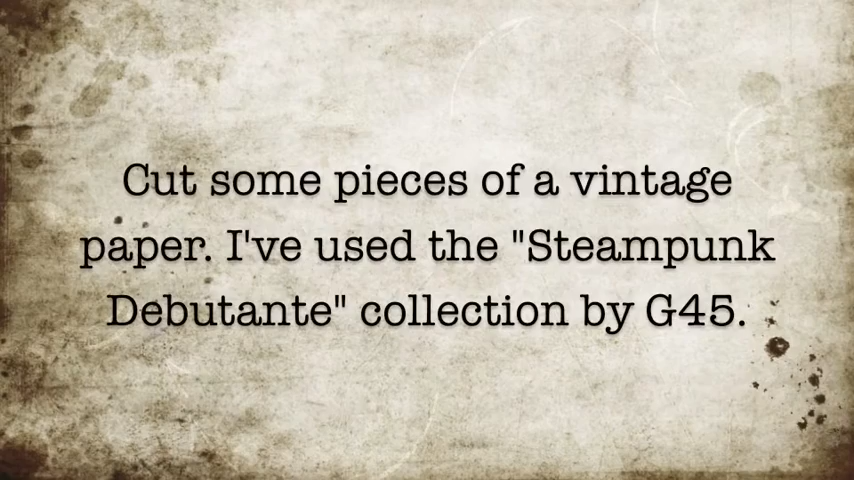 Cut some pieces of a vintage
paper. I've used the "Steampunk
Debutante" collection by G45.